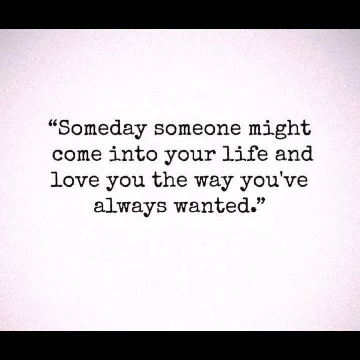 “Someday someone might
come into your life and
love you the way you've
always wanted.”